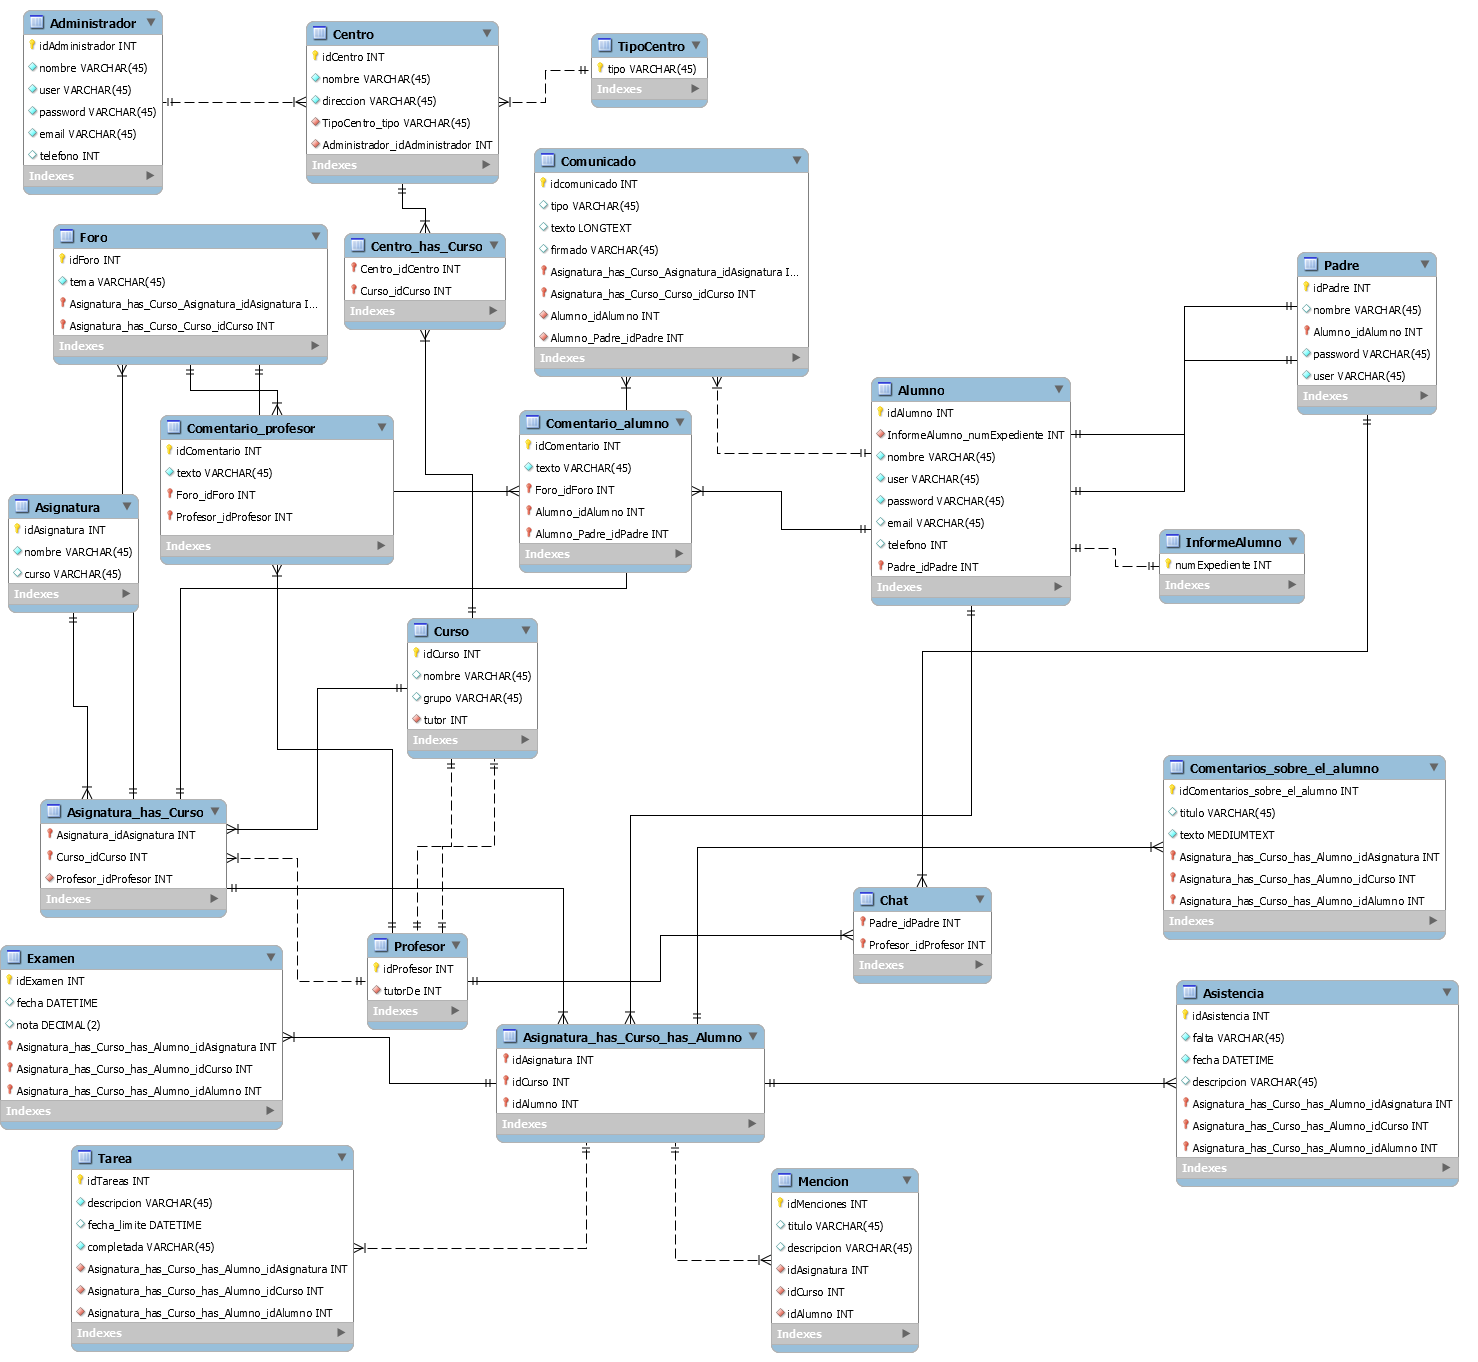 Administrador
idAdministrador INT
nombre VARCHAR(45)
user VARCHAR(45)
password VARCHAR(45)
email VARCHAR(45)
telefono INT
Indexes
Centro
idCentro INT
nombre VARCHAR(45)
direccion VARCHAR(45)
TipoCentro_tipo VARCHAR(45)
Administrador_idAdministrador INT
Indexes
TipoCentro
tipo VARCHAR(45)
Indexes
Comunicado
idcomunicado INT
tipo VARCHAR(45)
texto LONGTEXT
firmado VARCHAR(45)
Asignatura_has_Curso_Asignatura_idAsignatura I...
Asignatura_has_Curso_Curso_idCurso INT
Alumno_idAlumno INT
Alumno_Padre_idPadre INT
Indexes
Foro
idForo INT
tema VARCHAR(45)
Asignatura_has_Curso_Asignatura_idAsignatura I...
Asignatura_has_Curso_Curso_idCurso INT
Indexes
Centro_has_Curso
Centro_idCentro INT
Curso_idCurso INT
Indexes
Padre
idPadre INT
nombre VARCHAR(45)
Alumno_idAlumno INT
password VARCHAR(45)
user VARCHAR(45)
Indexes
Alumno
idAlumno INT
InformeAlumno_numExpediente INT
nombre VARCHAR(45)
user VARCHAR(45)
password VARCHAR(45)
email VARCHAR(45)
telefono INT
Padre_idPadre INT
Indexes
Comentario_profesor
idComentario INT
texto VARCHAR(45)
Foro_idForo INT
Profesor_idProfesor INT
Indexes
Comentario_alumno
idComentario INT
texto VARCHAR(45)
Foro_idForo INT
Alumno_idAlumno INT
Alumno_Padre_idPadre INT
Indexes
Asignatura
idAsignatura INT
nombre VARCHAR(45)
curso VARCHAR(45)
Indexes
InformeAlumno
numExpediente INT
Indexes
Curso
idCurso INT
nombre VARCHAR(45)
grupo VARCHAR(45)
tutor INT
Indexes
Comentarios_sobre_el_alumno
idComentarios_sobre_el_alumno INT
titulo VARCHAR(45)
texto MEDIUMTEXT
Asignatura_has_Curso_has_Alumno_idAsignatura INT
Asignatura_has_Curso_has_Alumno_idCurso INT
Asignatura_has_Curso_has_Alumno_idAlumno INT
Indexes
Asignatura_has_Curso
Asignatura_idAsignatura INT
Curso_idCurso INT
Profesor_idProfesor INT
Indexes
Chat
Padre_idPadre INT
Profesor_idProfesor INT
Indexes
Profesor
idProfesor INT
tutorDe INT
Indexes
Examen
idExamen INT
fecha DATETIME
nota DECIMAL(2)
Asignatura_has_Curso_has_Alumno_idAsignatura INT
Asignatura_has_Curso_has_Alumno_idCurso INT
Asignatura_has_Curso_has_Alumno_idAlumno INT
Indexes
Asistencia
idAsistencia INT
falta VARCHAR(45)
fecha DATETIME
descripcion VARCHAR(45)
Asignatura_has_Curso_has_Alumno_idAsignatura INT
Asignatura_has_Curso_has_Alumno_idCurso INT
Asignatura_has_Curso_has_Alumno_idAlumno INT
Indexes
Asignatura_has_Curso_has_Alumno
idAsignatura INT
idCurso INT
idAlumno INT
Indexes
Tarea
idTareas INT
descripcion VARCHAR(45)
fecha_limite DATETIME
completada VARCHAR(45)
Asignatura_has_Curso_has_Alumno_idAsignatura INT
Asignatura_has_Curso_has_Alumno_idCurso INT
Asignatura_has_Curso_has_Alumno_idAlumno INT
Indexes
Mencion
idMenciones INT
titulo VARCHAR(45)
descripcion VARCHAR(45)
idAsignatura INT
idCurso INT
idAlumno INT
Indexes